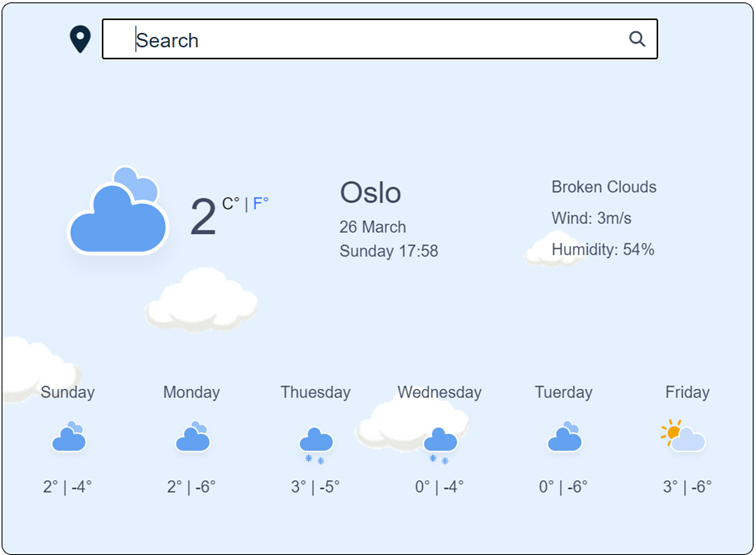 Search
2 C° | F°
Oslo
26 March
Sunday 17:58
Broken Clouds
Wind: 3m/s
Humidity: 54%
Sunday Monday Thuesday Wednesday Tuerday Friday
2° | -4° 2° | -6° 3° | -5° 0° | -4° 0° | -6° 3° | -6°